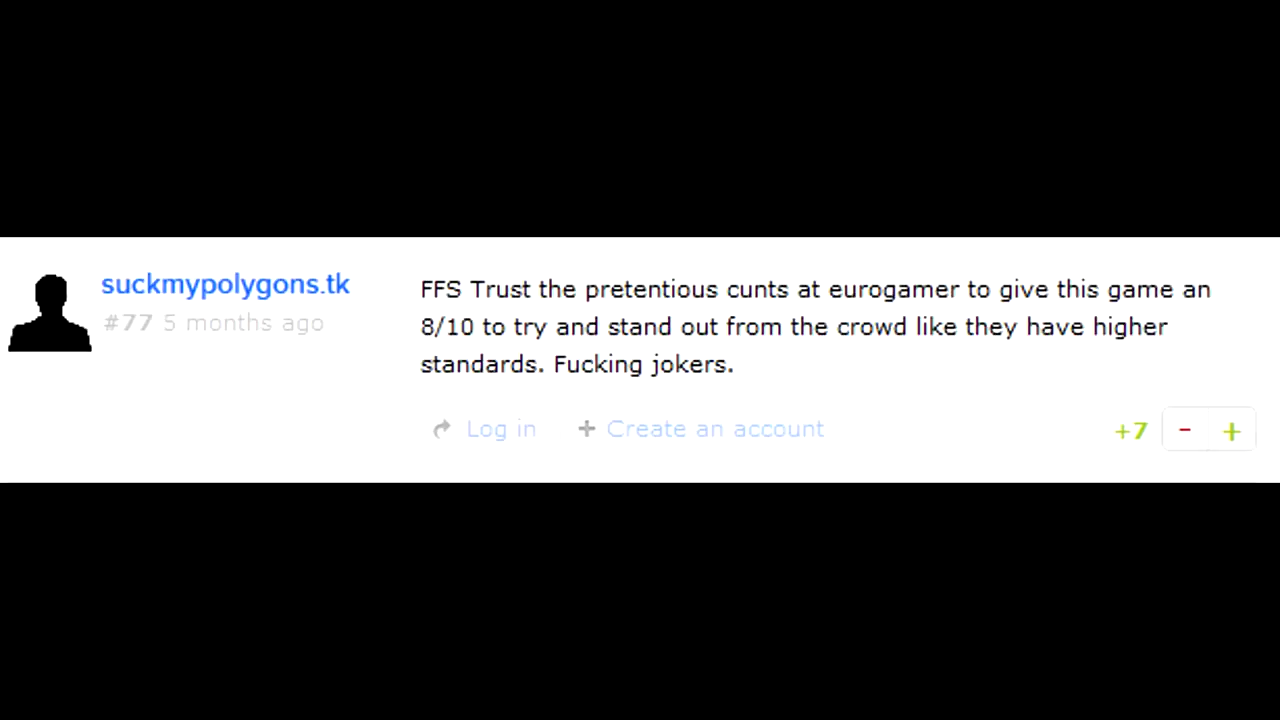 suckmypolygons.tk
#77 5 months ago
FFS Trust the pretentious cunts at eurogamer to give this game an
8/10 to try and stand out from the crowd like they have higher
standards. Fucking jokers.
Log in + Create an account
+7 - +